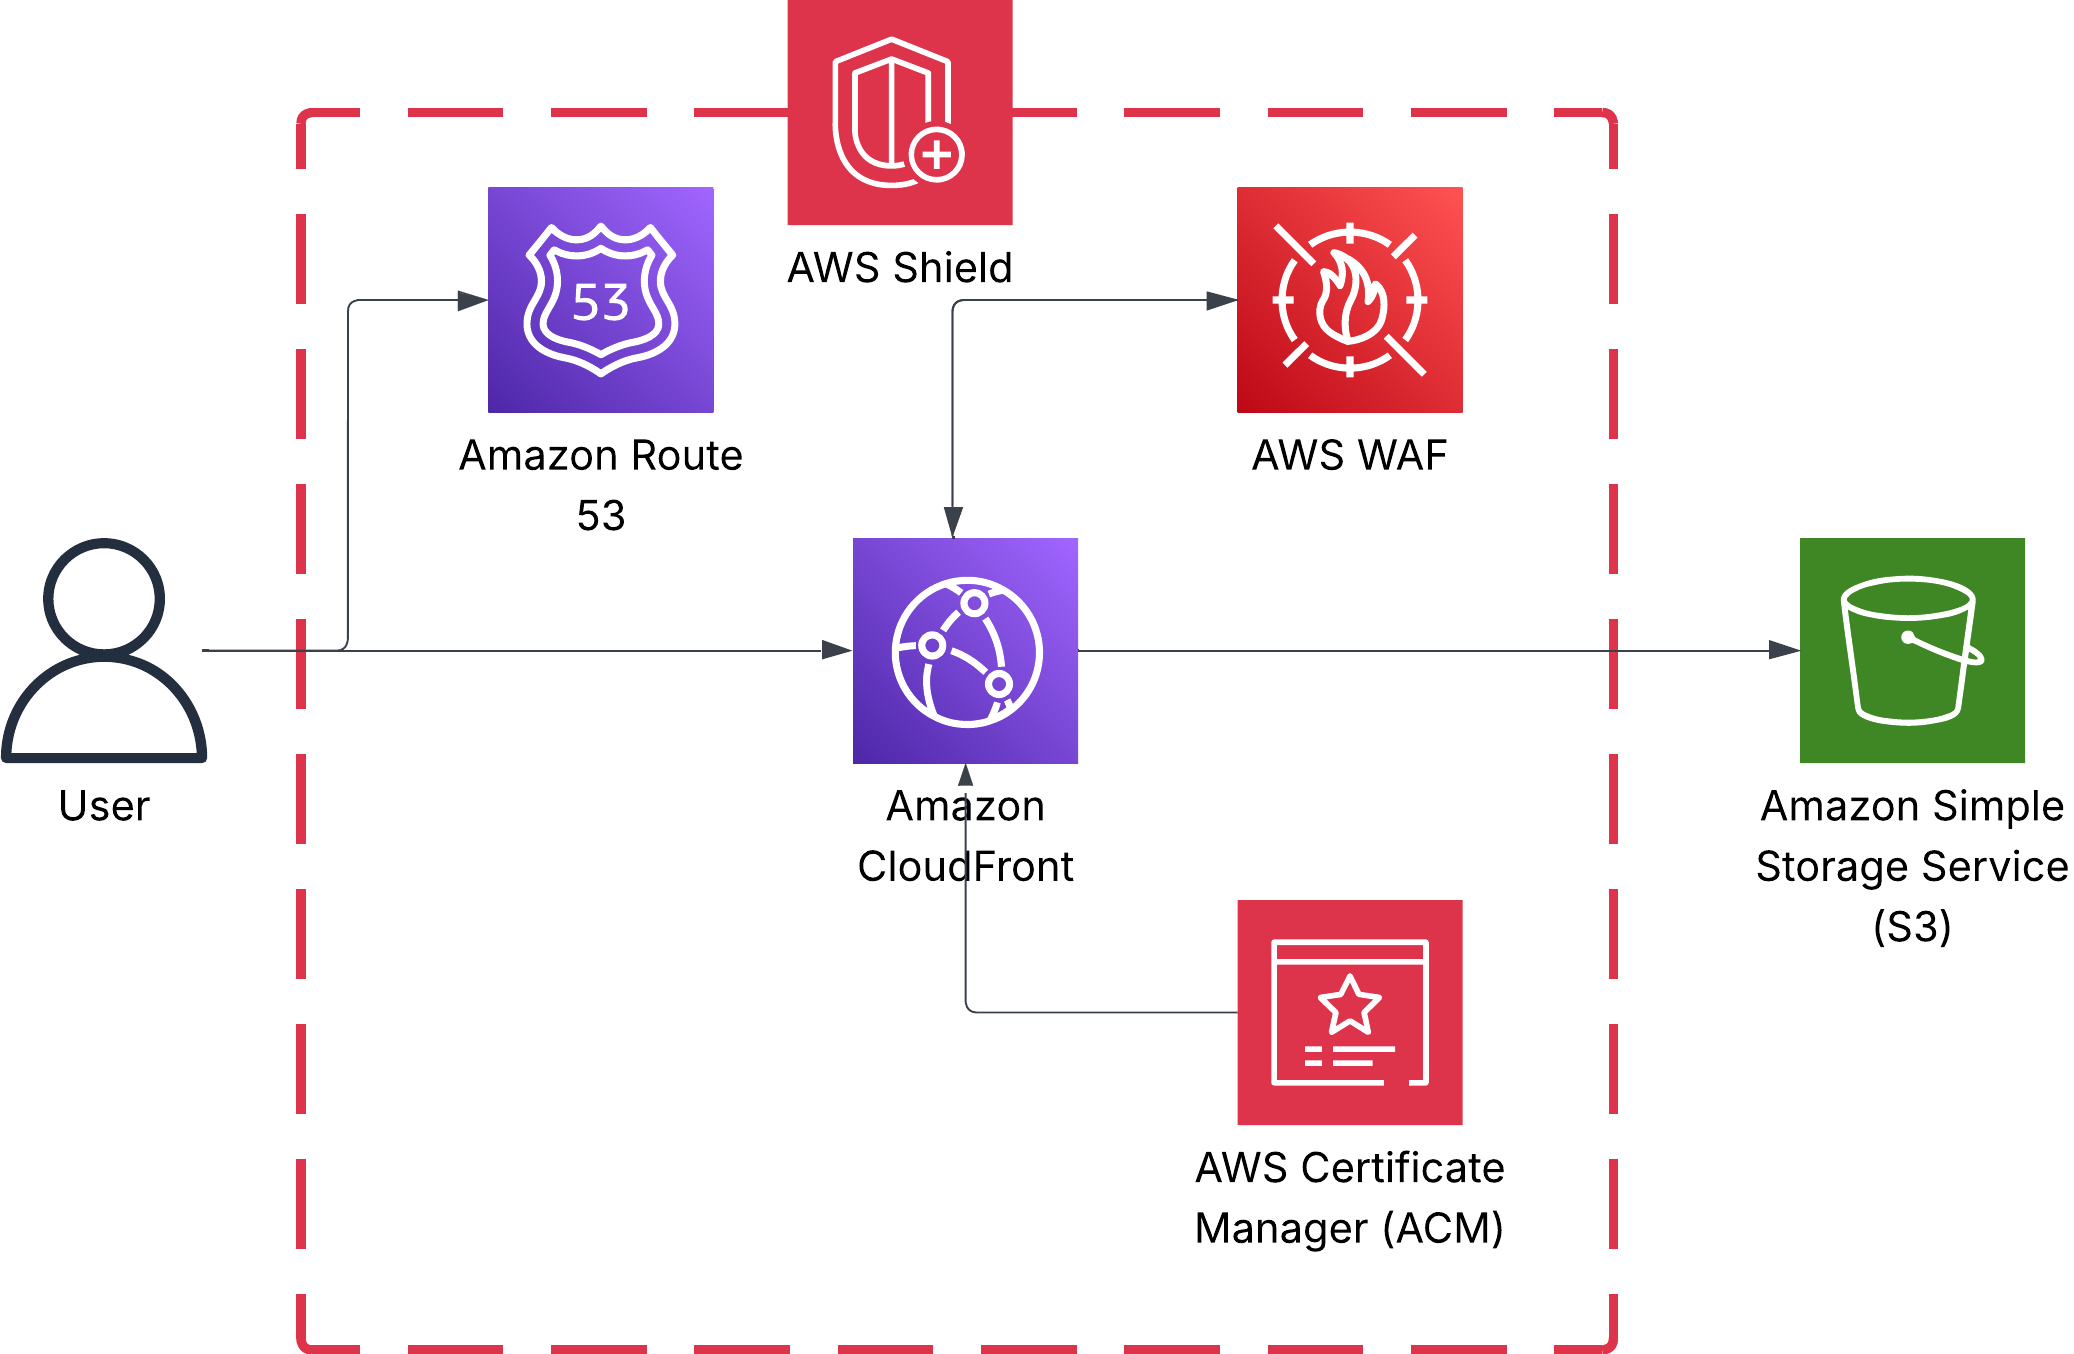 AWS Shield
53
Amazon Route
53
AWS WAF
User
Amazon
CloudFront
Amazon Simple
Storage Service
(S3)
AWS Certificate
Manager (ACM)